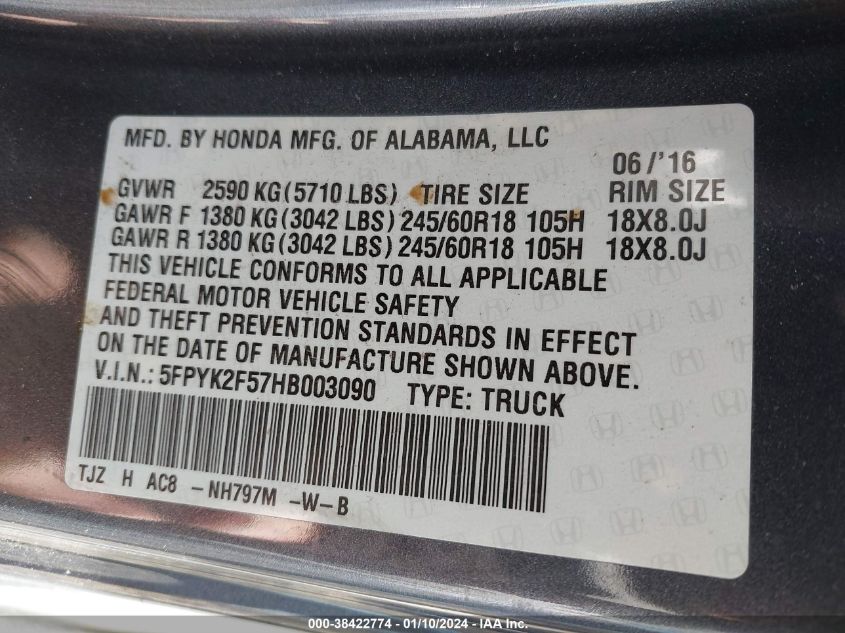 MFD. BY HONDA MFG. OF ALABAMA, LLC
06/'16
GVWR 2590 KG(5710 LBS) TIRE SIZE RIM SIZE
GAWR F 1380 KG(3042 LBS) 245/60R18 105H 18X8.0J
GAWR R 1380 KG(3042 LBS) 245/60R18 105H 18X8.0J
THIS VEHICLE CONFORMS TO ALL APPLICABLE
FEDERAL MOTOR VEHICLE SAFETY
AND THEFT PREVENTION STANDARDS IN EFFECT
ON THE DATE OF MANUFACTURE SHOWN ABOVE.
V.I.N.: 5FPYK2F57HB003090 TYPE: TRUCK
TJZ H AC8 -NH797M -W-B
000-38422774 - 01/10/2024 - IAAI.COM